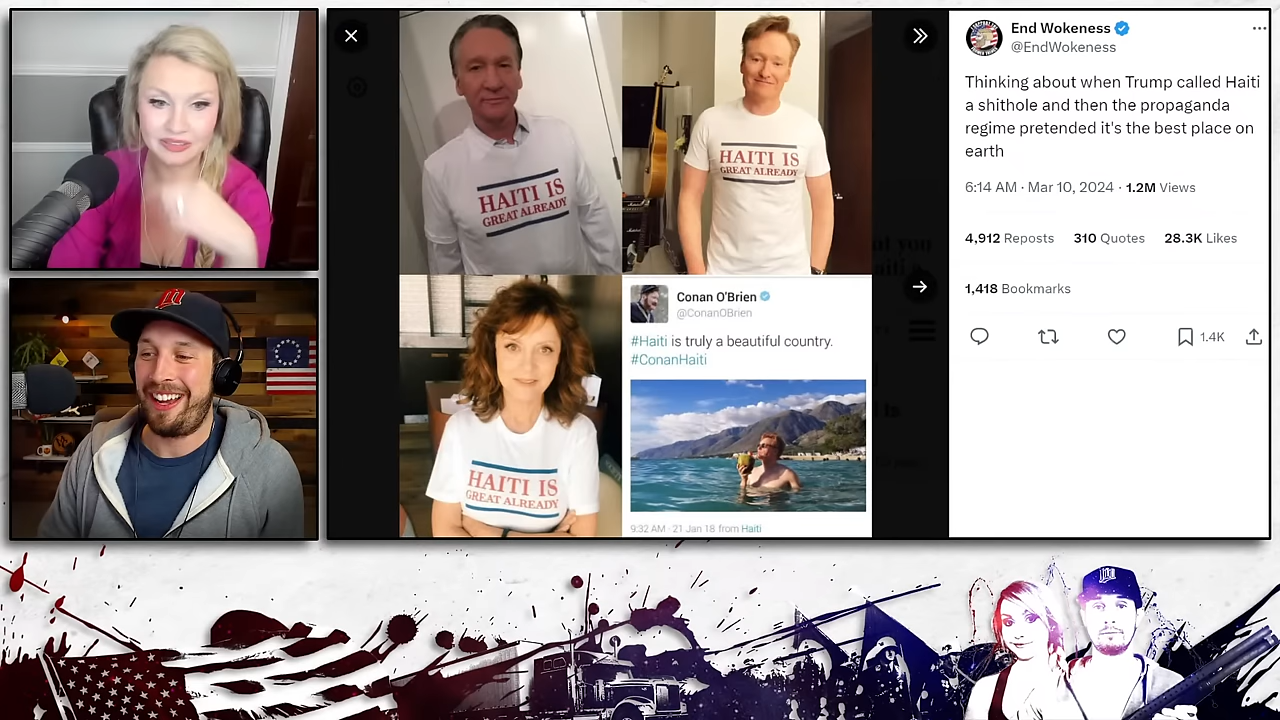 HAITI IS
GREAT ALREADY
HAITI IS
GREAT ALREADY
HAITI IS
GREAT ALREADY
Conan O'Brien
@ConanOBrien
#Haiti is truly a beautiful country.
#ConanHaiti
9:32 AM · 21 Jan 18 from Haiti
End Wokeness
@EndWokeness
Thinking about when Trump called Haiti
a shithole and then the propaganda
regime pretended it's the best place on
earth
6:14 AM · Mar 10, 2024 · 1.2M Views
4,912 Reposts 310 Quotes 28.3K Likes
1,418 Bookmarks
1.4K